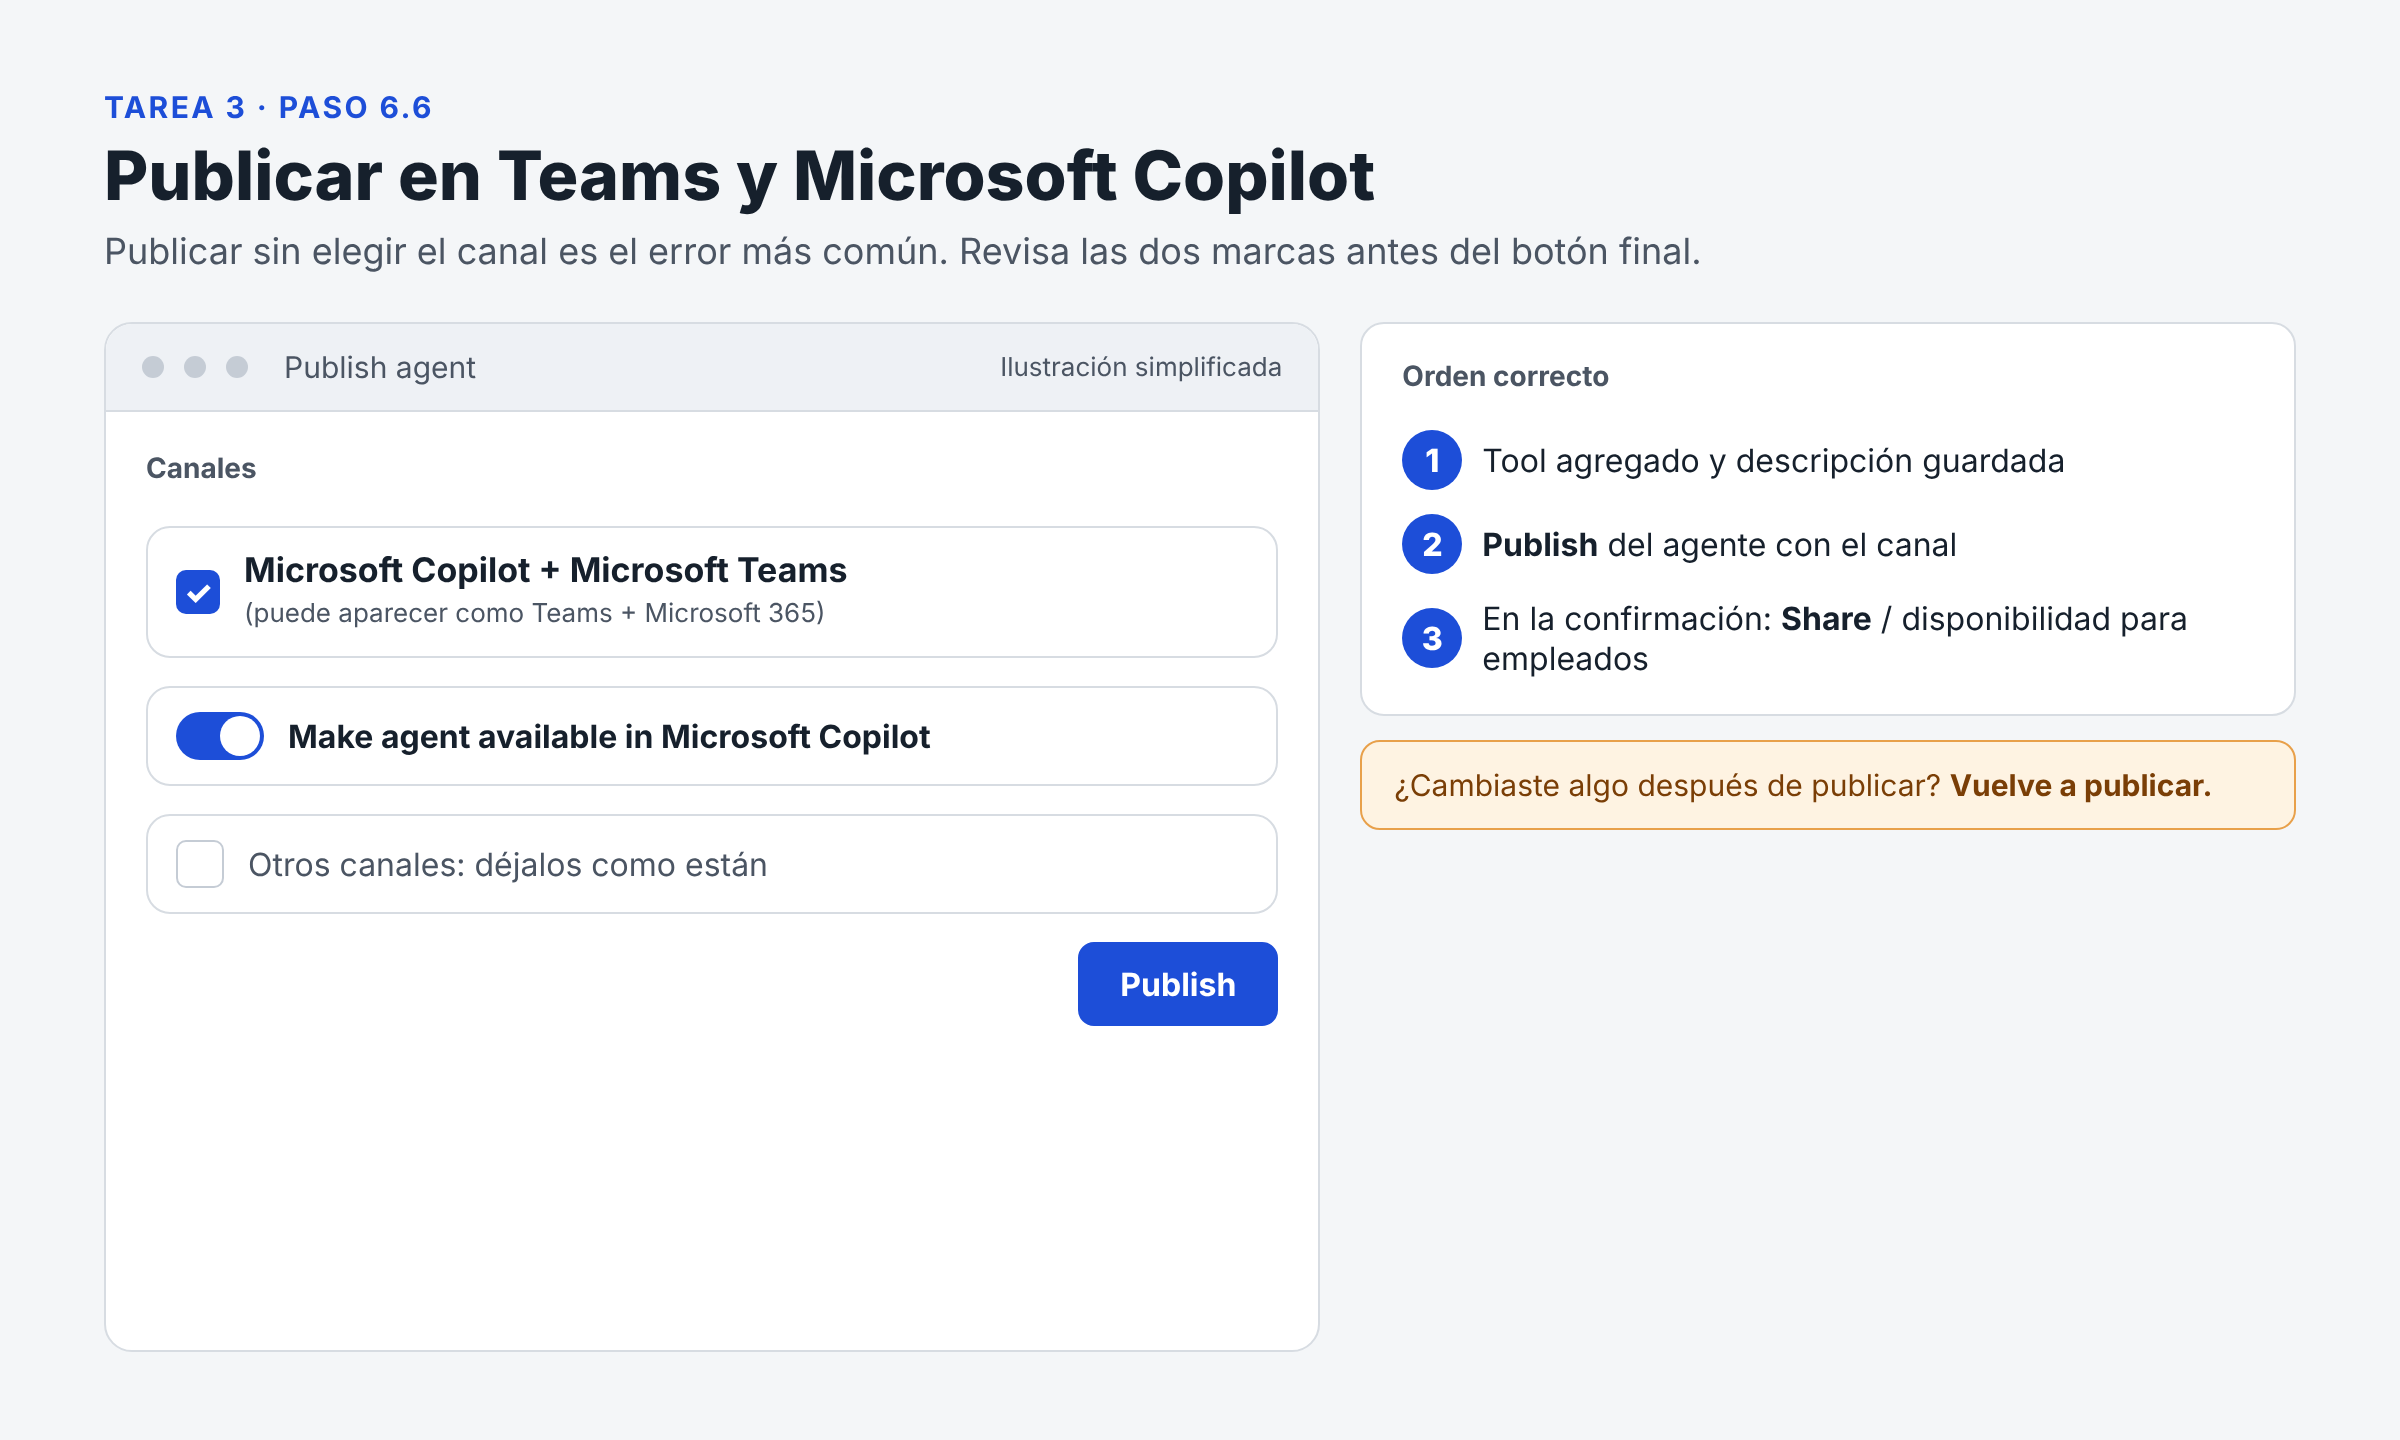 TAREA 3 · PASO 6.6
Publicar en Teams y Microsoft Copilot
Publicar sin elegir el canal es el error más común. Revisa las dos marcas antes del botón final.
Publish agent
Ilustración simplificada
Canales
Microsoft Copilot + Microsoft Teams
(puede aparecer como Teams + Microsoft 365)
Make agent available in Microsoft Copilot
Otros canales: déjalos como están
Publish
Orden correcto
1 Tool agregado y descripción guardada
2 Publish del agente con el canal
3 En la confirmación: Share / disponibilidad para
empleados
¿Cambiaste algo después de publicar? Vuelve a publicar.